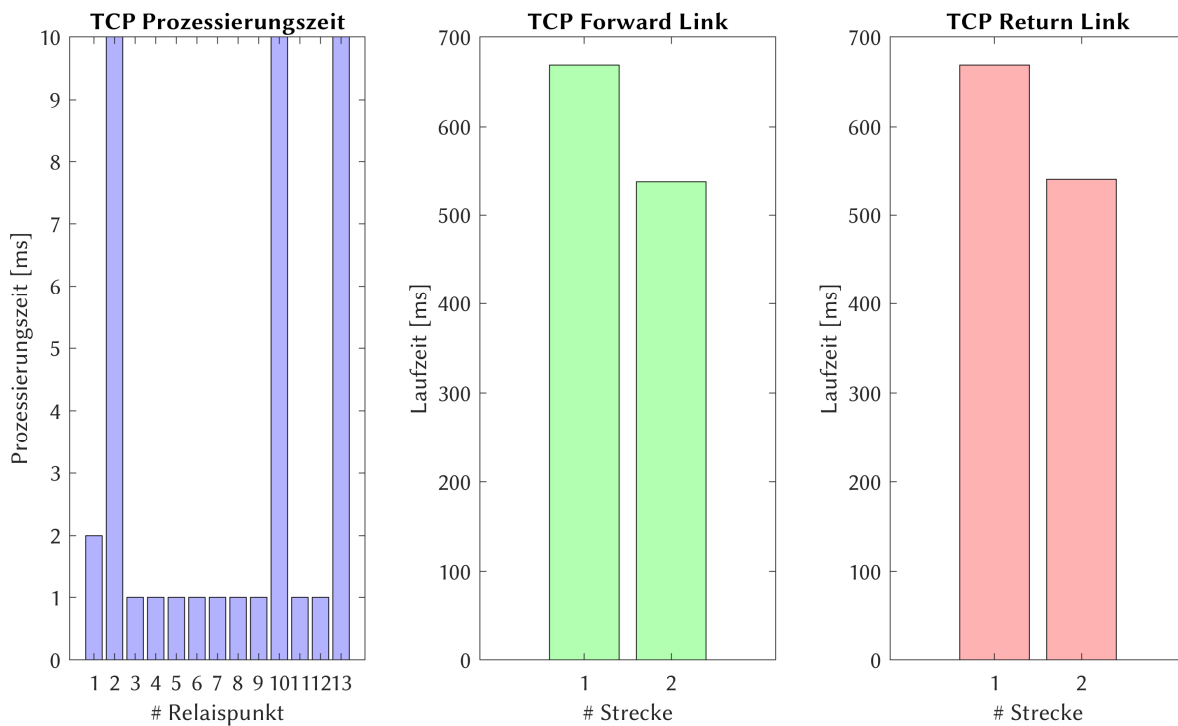 TCP Prozessierungszeit
10
9
8
7
6
5
4
3
2
1
0
Prozessierungszeit [ms]
1 2 3 4 5 6 7 8 9 10 11 12 13
# Relaispunkt
TCP Forward Link
700
600
500
400
300
200
100
0
Laufzeit [ms]
1 2
# Strecke
TCP Return Link
700
600
500
400
300
200
100
0
Laufzeit [ms]
1 2
# Strecke